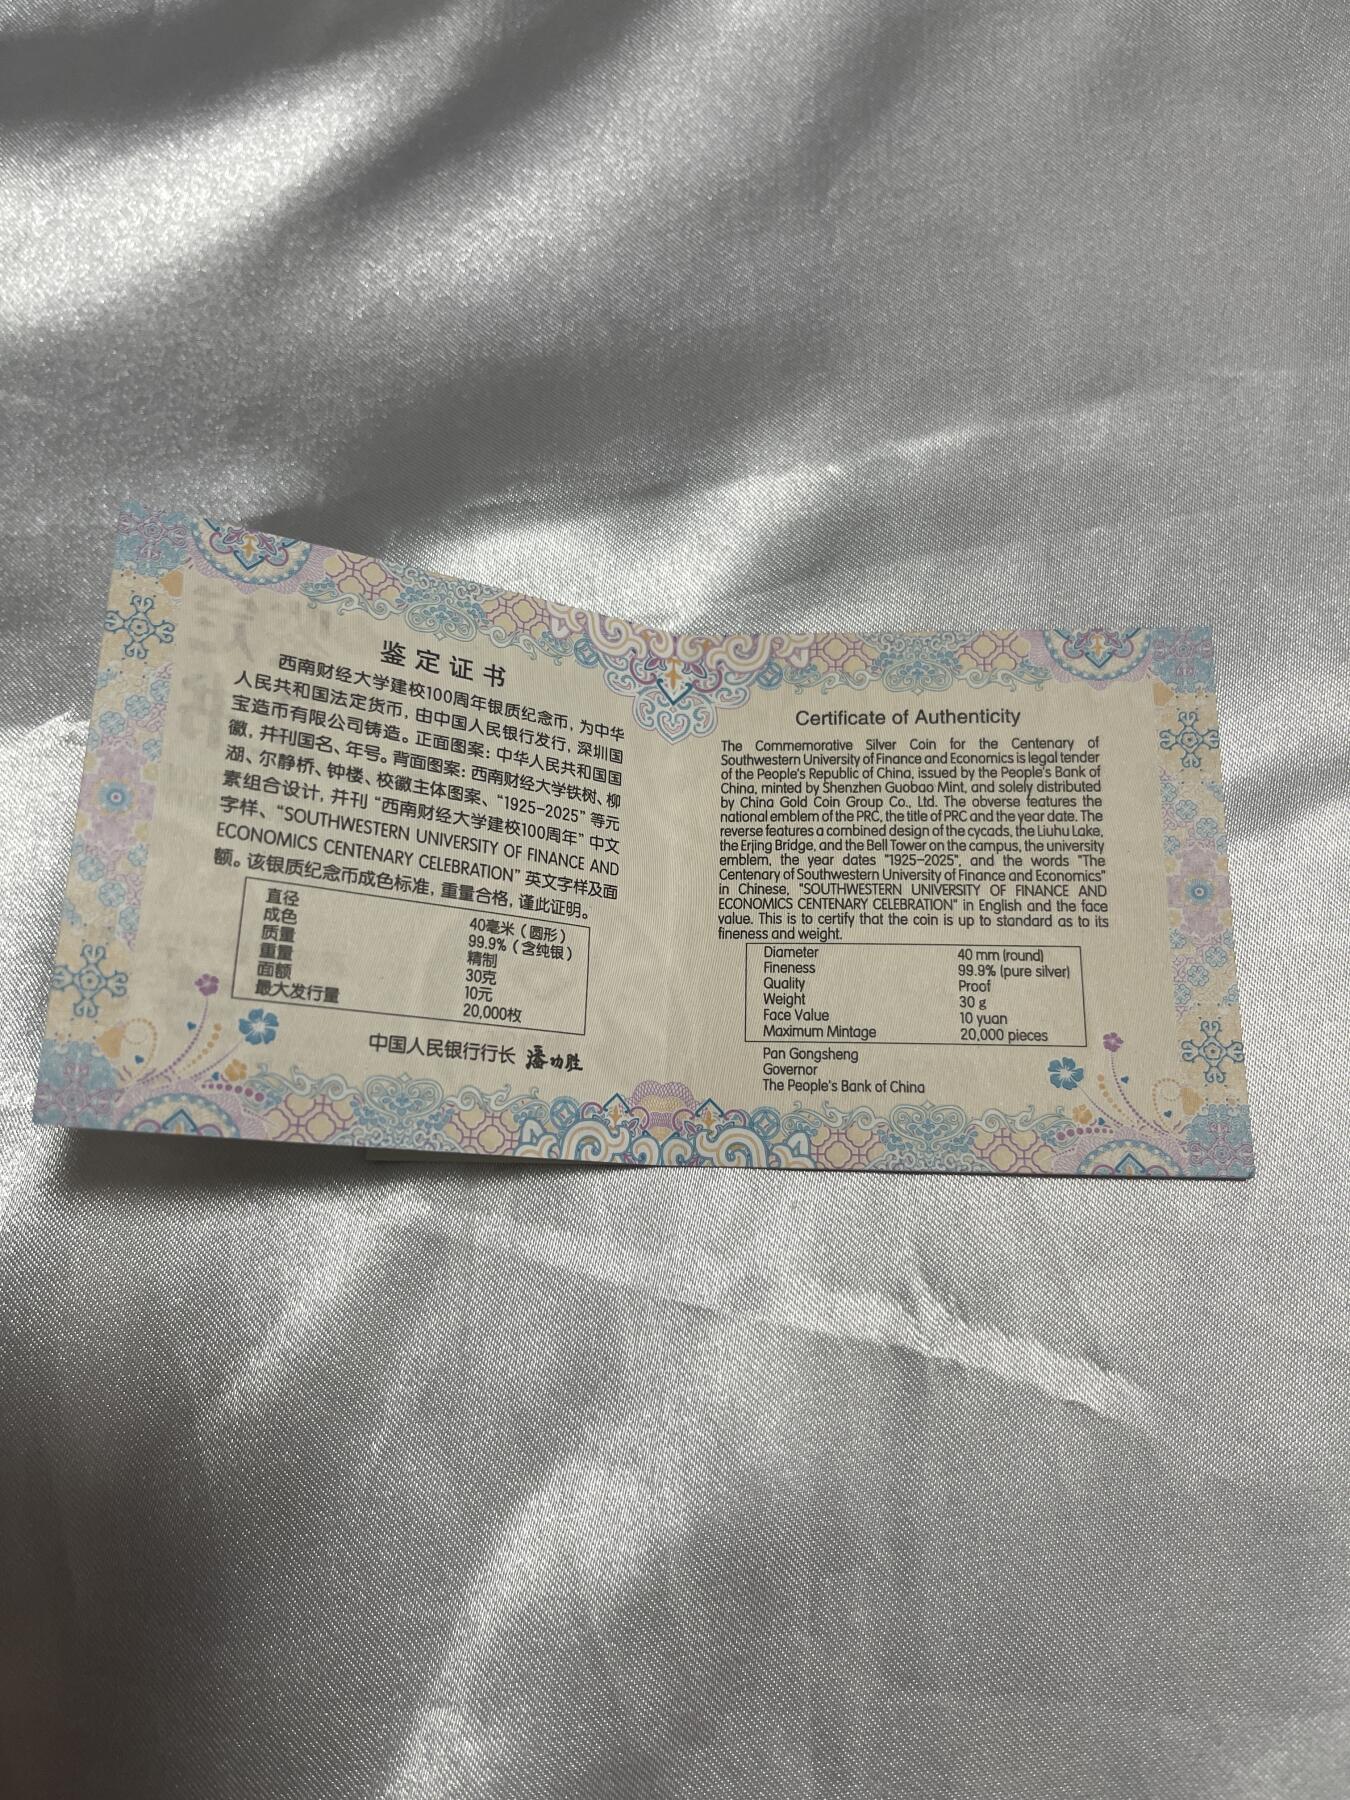 鉴定证书
西南财经大学建校100周年银质纪念币，为中华
人民共和国法定货币，由中国人民银行发行，深圳国
宝造币有限公司铸造。正面图案：中华人民共和国国
徽，并刊国名、年号。背面图案：西南财经大学铁树、柳
湖、尔静桥、钟楼、校徽主体图案、“1925-2025”等元
素组合设计，并刊“西南财经大学建校100周年”中文
字样、“SOUTHWESTERN UNIVERSITY OF FINANCE AND
ECONOMICS CENTENARY CELEBRATION”英文字样及面
额。该银质纪念币成色标准，重量合格，谨此证明。
直径 40毫米（圆形）
成色 99.9%（含纯银）
质量 精制
重量 30克
面额 10元
最大发行量 20,000枚
中国人民银行行长 潘功胜
Certificate of Authenticity
The Commemorative Silver Coin for the Centenary of
Southwestern University of Finance and Economics is legal tender
of the People's Republic of China, issued by the People's Bank of
China, minted by Shenzhen Guobao Mint, and solely distributed
by China Gold Coin Group Co., Ltd. The obverse features the
national emblem of the PRC, the title of PRC and the year date. The
reverse features a combined design of the cycads, the Liuhu Lake,
the Erjing Bridge, and the Bell Tower on the campus, the university
emblem, the year dates "1925-2025", and the words "The
Centenary of Southwestern University of Finance and Economics"
in Chinese, "SOUTHWESTERN UNIVERSITY OF FINANCE AND
ECONOMICS CENTENARY CELEBRATION" in English and the face
value. This is to certify that the coin is up to standard as to its
fineness and weight.
Diameter 40 mm (round)
Fineness 99.9% (pure silver)
Quality Proof
Weight 30 g
Face Value 10 yuan
Maximum Mintage 20,000 pieces
Pan Gongsheng
Governor
The People's Bank of China